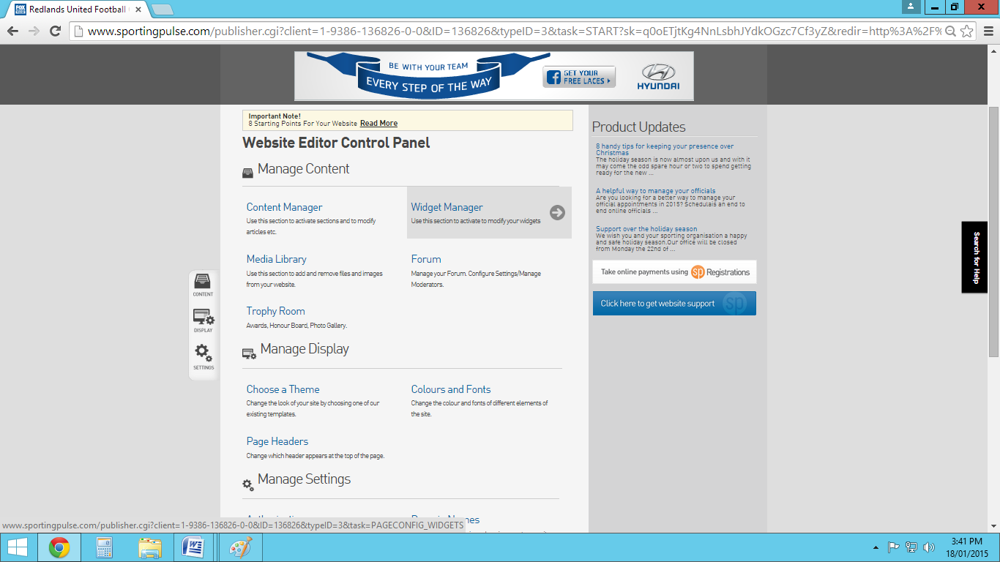 Redlands United Football
www.sportingpulse.com/publisher.cgi?client=1-9386-136826-0-0&ID=136826&typeID=3&task=START?sk=q0oETjtKg4NnLsbhJYdkOGzc7Cf3yZ&redir=http%3A%2F%
BE WITH YOUR TEAM
EVERY STEP OF THE WAY
GET YOUR
FREE LACES
HYUNDAI
Important Note!
8 Starting Points For Your Website Read More
Website Editor Control Panel
Manage Content
Content Manager
Use this section to activate sections and to modify
articles etc.
Widget Manager
Use this section to activate to modify your widgets
Media Library
Use this section to add and remove files and images
from your website.
Forum
Manage your Forum. Configure Settings/Manage
Moderators.
Trophy Room
Awards, Honour Board, Photo Gallery.
Manage Display
Choose a Theme
Change the look of your site by choosing one of our
existing templates.
Colours and Fonts
Change the colour and fonts of different elements of
the site.
Page Headers
Change which header appears at the top of the page.
Manage Settings
CONTENT
DISPLAY
SETTINGS
Product Updates
8 handy tips for keeping your presence over
Christmas
The holiday season is now almost upon us and with it
may come the odd spare hour or two to spend getting
ready for the new ...
A helpful way to manage your officials
Are you looking for a better way to manage your
official appointments in 2015? Schedulais an end to
end online officials ...
Support over the holiday season
We wish you and your sporting organisation a happy
and safe holiday season.Our office will be closed
from Monday the 22nd of ...
Take online payments using sp Registrations
Click here to get website support sp
Search for Help
www.sportingpulse.com/publisher.cgi?client=1-9386-136826-0-0&ID=136826&typeID=3&task=PAGECONFIG_WIDGETS
3:41 PM
18/01/2015